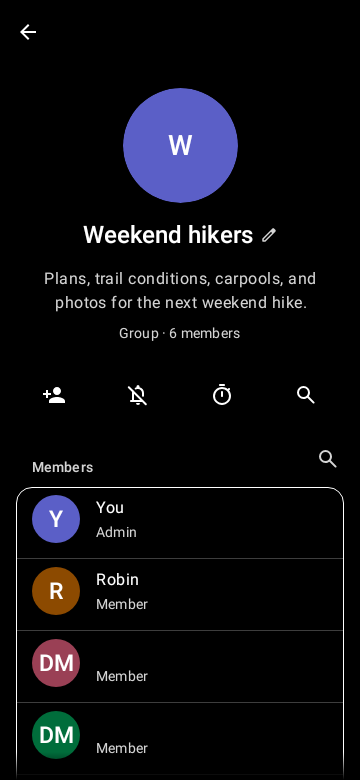 W
Weekend hikers
Plans, trail conditions, carpools, and
photos for the next weekend hike.
Group · 6 members
Members
Y
You
Admin
R
Robin
Member
DM
Member
DM
Member